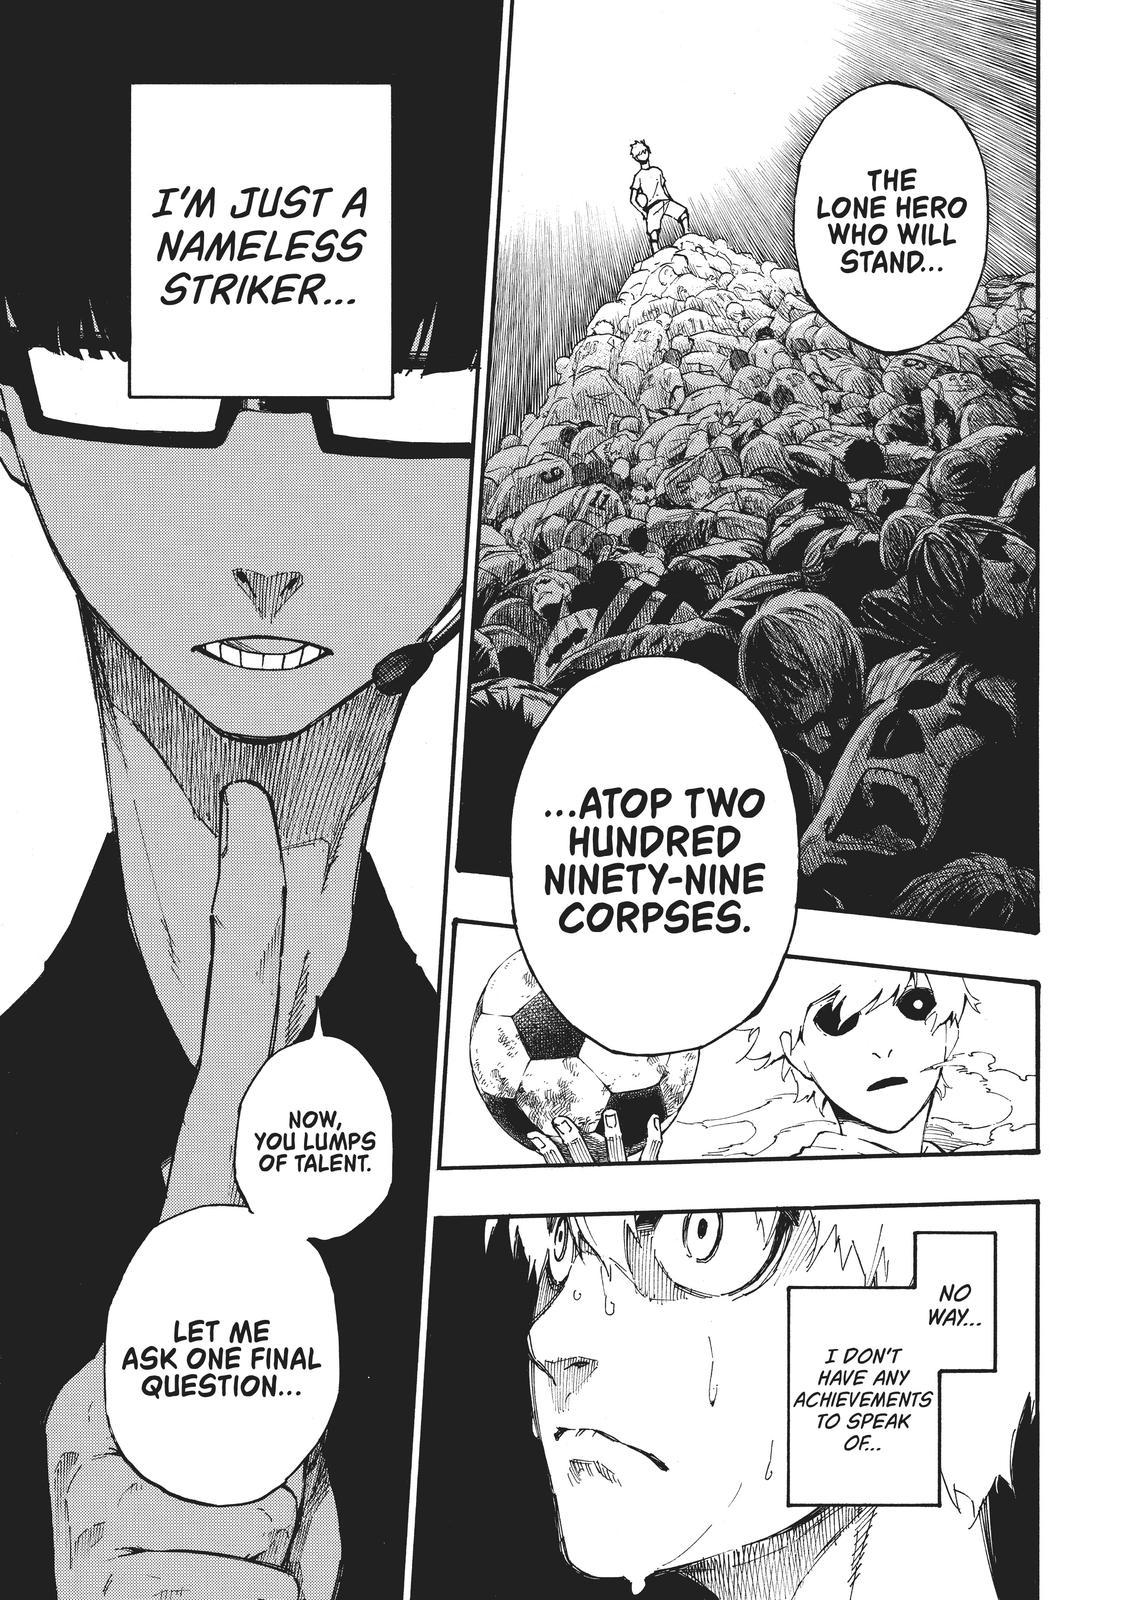 THE
LONE HERO
WHO WILL
STAND...
...ATOP TWO
HUNDRED
NINETY-NINE
CORPSES.
NO
WAY...
I DON'T
HAVE ANY
ACHIEVEMENTS
TO SPEAK
OF...
I'M JUST A
NAMELESS
STRIKER...
NOW,
YOU LUMPS
OF TALENT.
LET ME
ASK ONE FINAL
QUESTION...